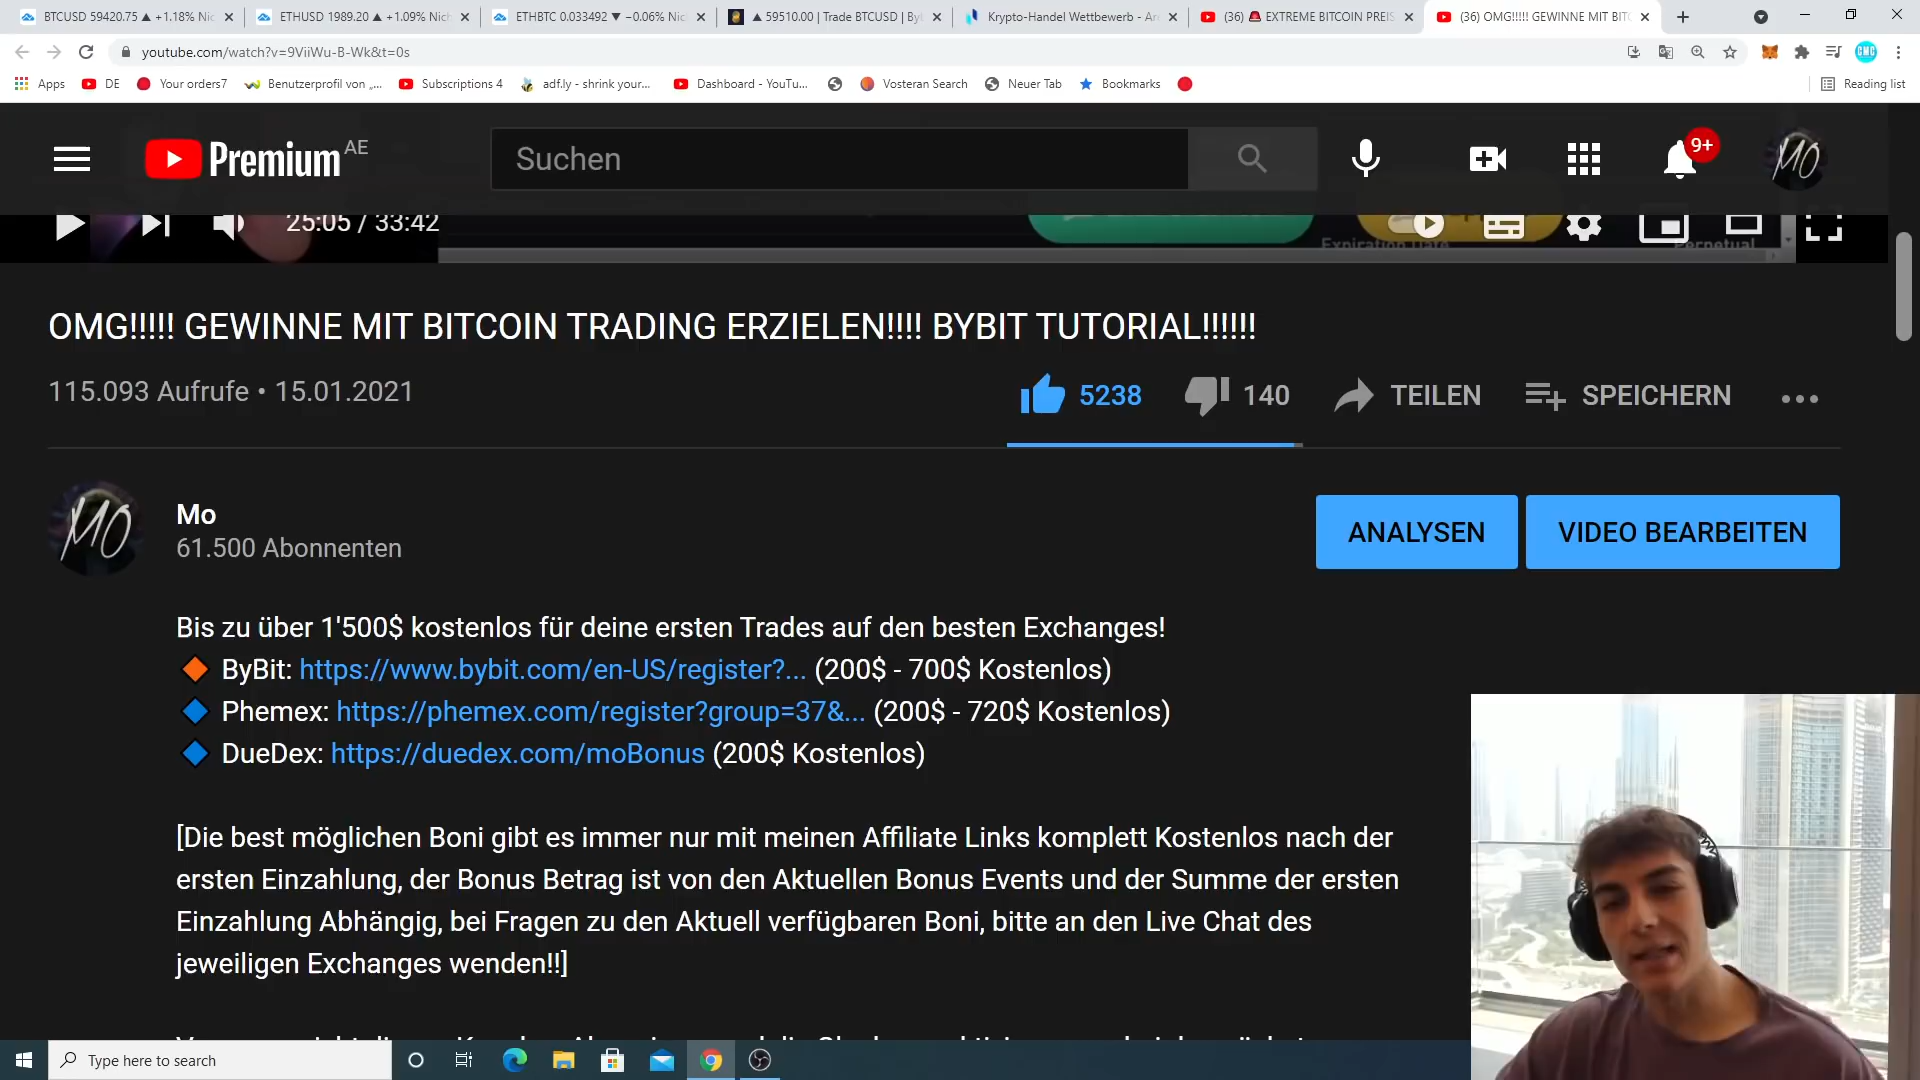 BTCUSD 59420.75 ▲ +1.18% Nic
ETHUSD 1989.20 ▲ +1.09% Nich
ETHBTC 0.033492 ▼ −0.06% Nic
▲ 59510.00 | Trade BTCUSD | By
Krypto-Handel Wettbewerb - An
(36) 🚨 EXTREME BITCOIN PREIS
(36) OMG!!!!! GEWINNE MIT BIT
youtube.com/watch?v=9ViiWu-B-Wk&t=0s
Apps
DE
Your orders7
Benutzerprofil von „...
Subscriptions 4
adf.ly - shrink your...
Dashboard - YouTu...
Vosteran Search
Neuer Tab
Bookmarks
Reading list
Premium AE
Suchen
9+
MO
25:05 / 33:42
Expiration Date
Perpetual
OMG!!!!! GEWINNE MIT BITCOIN TRADING ERZIELEN!!!! BYBIT TUTORIAL!!!!!!
115.093 Aufrufe • 15.01.2021
5238
140
TEILEN
SPEICHERN
MO
Mo
61.500 Abonnenten
ANALYSEN
VIDEO BEARBEITEN
Bis zu über 1'500$ kostenlos für deine ersten Trades auf den besten Exchanges!
🔶 ByBit: https://www.bybit.com/en-US/register?... (200$ - 700$ Kostenlos)
🔷 Phemex: https://phemex.com/register?group=37&... (200$ - 720$ Kostenlos)
🔷 DueDex: https://duedex.com/moBonus (200$ Kostenlos)
[Die best möglichen Boni gibt es immer nur mit meinen Affiliate Links komplett Kostenlos nach der
ersten Einzahlung, der Bonus Betrag ist von den Aktuellen Bonus Events und der Summe der ersten
Einzahlung Abhängig, bei Fragen zu den Aktuell verfügbaren Boni, bitte an den Live Chat des
jeweiligen Exchanges wenden!!]
Type here to search